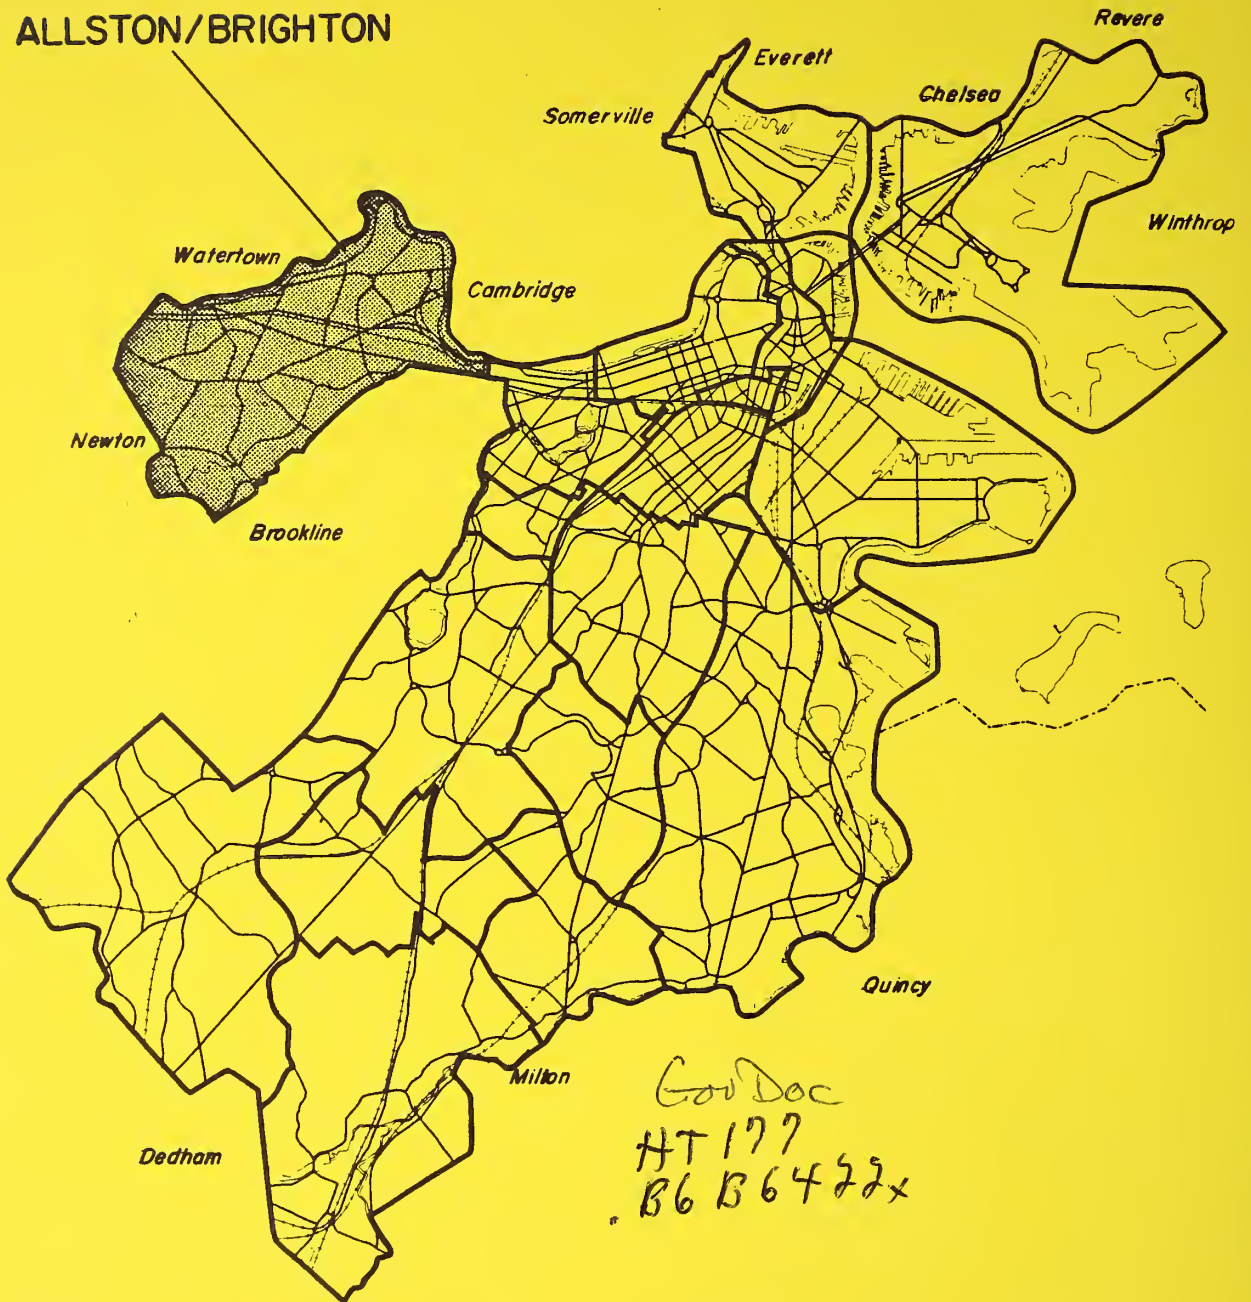 ALLSTON/BRIGHTON
Revere
Everett
Chelsea
Somerville
Winthrop
Watertown
Cambridge
Newton
Brookline
Quincy
Milton
Dedham
Gov Doc
HT 177
.B6 B6422x